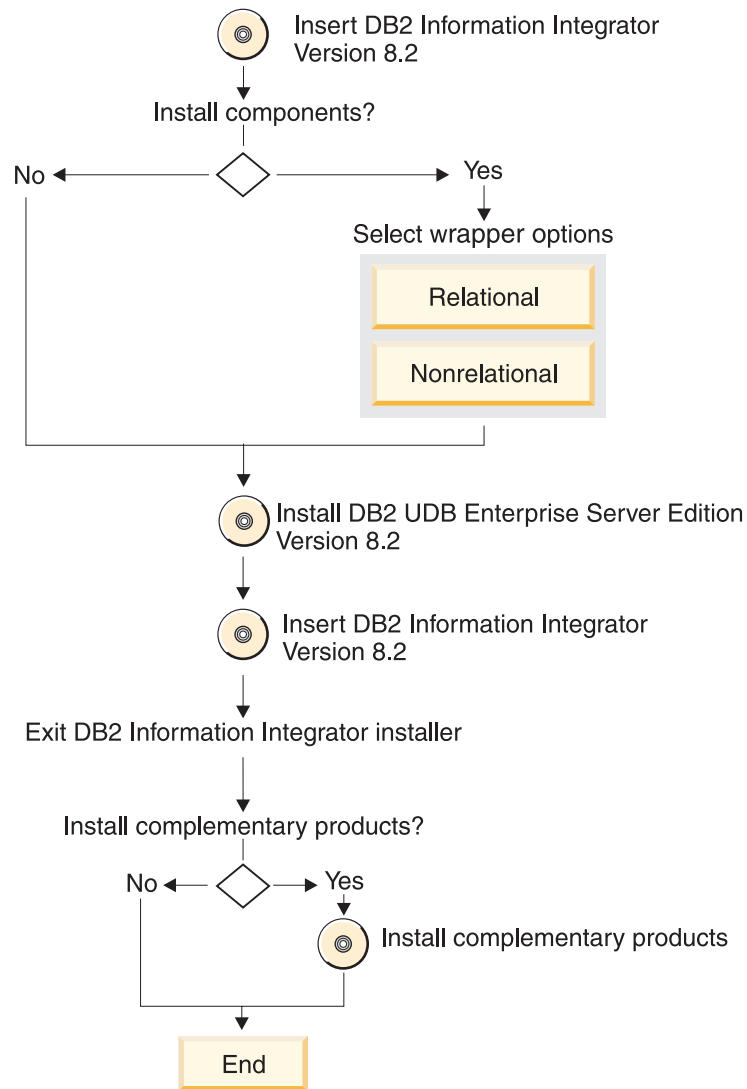 Insert DB2 Information Integrator
Version 8.2
Install components?
No
Yes
Select wrapper options
Relational
Nonrelational
Install DB2 UDB Enterprise Server Edition
Version 8.2
Insert DB2 Information Integrator
Version 8.2
Exit DB2 Information Integrator installer
Install complementary products?
No
Yes
Install complementary products
End